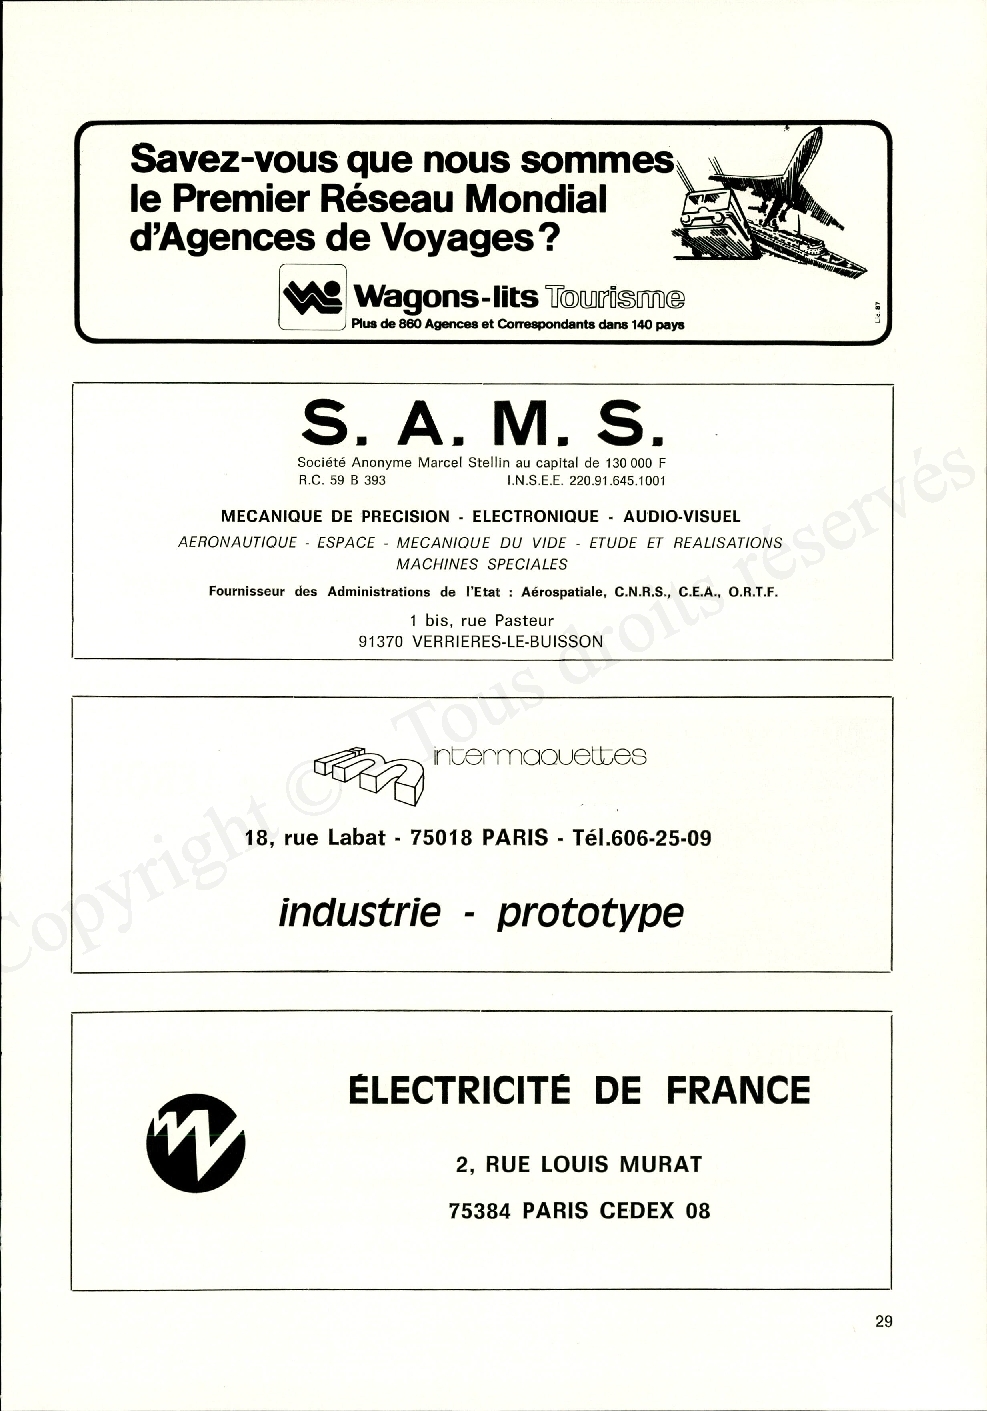 Savez-vous que nous sommes
le Premier Réseau Mondial
d'Agences de Voyages ?
Wagons-lits Tourisme
Plus de 860 Agences et Correspondants dans 140 pays
S. A. M. S.
Société Anonyme Marcel Stellin au capital de 130 000 F
R.C. 59 B 393 I.N.S.E.E. 220.91.645.1001
MECANIQUE DE PRECISION - ELECTRONIQUE - AUDIO-VISUEL
AERONAUTIQUE - ESPACE - MECANIQUE DU VIDE - ETUDE ET REALISATIONS
MACHINES SPECIALES
Fournisseur des Administrations de l'Etat : Aérospatiale, C.N.R.S., C.E.A., O.R.T.F.
1 bis, rue Pasteur
91370 VERRIERES-LE-BUISSON
im intermaquettes
18, rue Labat - 75018 PARIS - Tél.606-25-09
industrie - prototype
ÉLECTRICITÉ DE FRANCE
2, RUE LOUIS MURAT
75384 PARIS CEDEX 08
29
Copyright © Tous droits réservés.